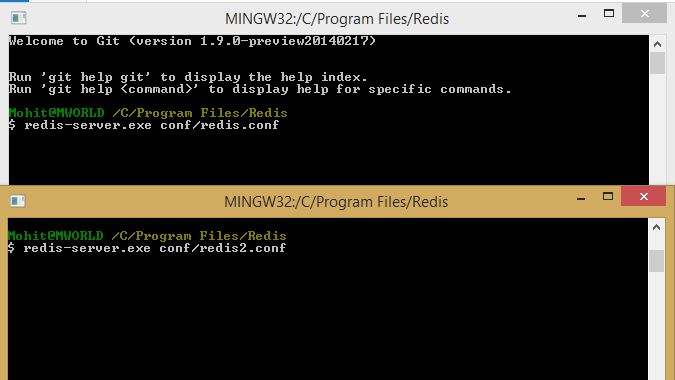 MINGW32:/C/Program Files/Redis
Welcome to Git (version 1.9.0-preview20140217)
Run 'git help git' to display the help index.
Run 'git help <command>' to display help for specific commands.
Mohit@MWORLD /C/Program Files/Redis
$ redis-server.exe conf/redis.conf
MINGW32:/C/Program Files/Redis
Mohit@MWORLD /C/Program Files/Redis
$ redis-server.exe conf/redis2.conf